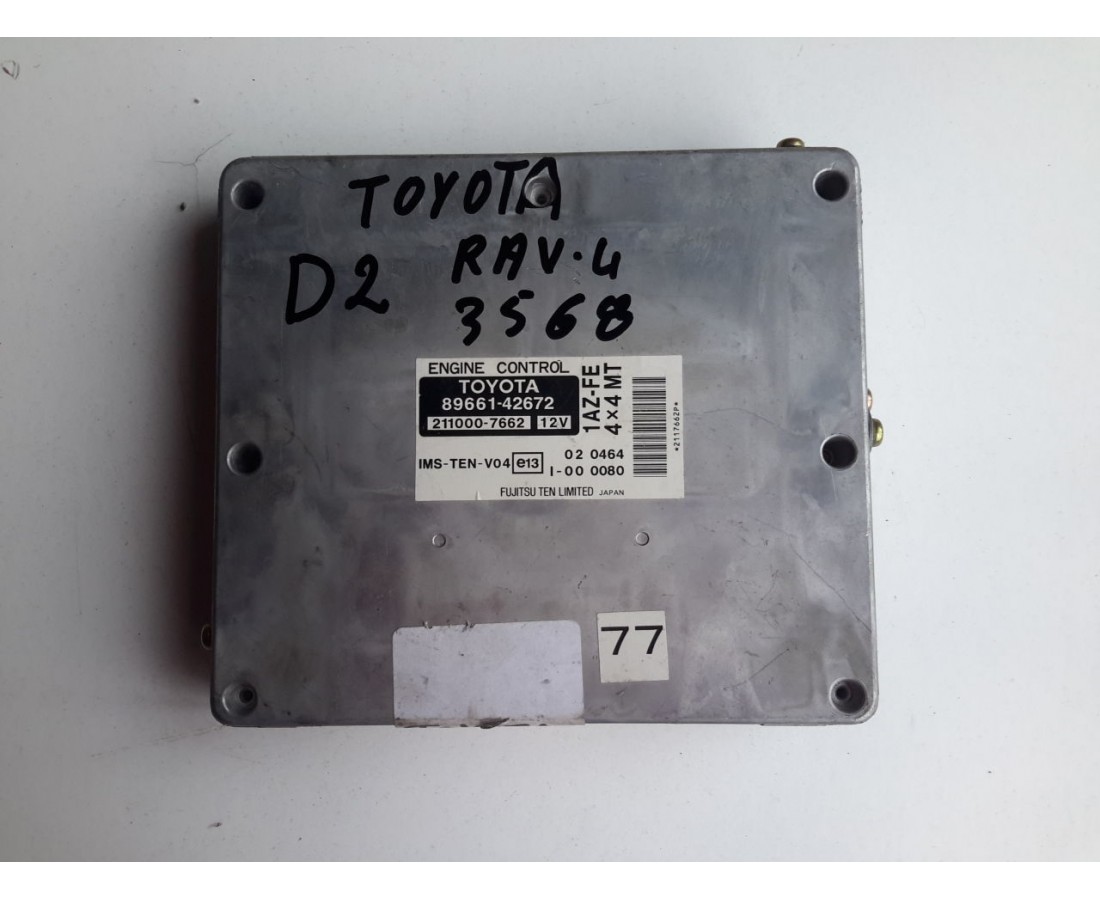 TOYOTA
D2 RAV.4
3568
ENGINE CONTROL
TOYOTA
89661-42672
211000-7662 12V
1AZ-FE
4×4 MT
IMS-TEN-V04 e13 02 0464
I-00 0080
FUJITSU TEN LIMITED JAPAN
*2117662P*
77